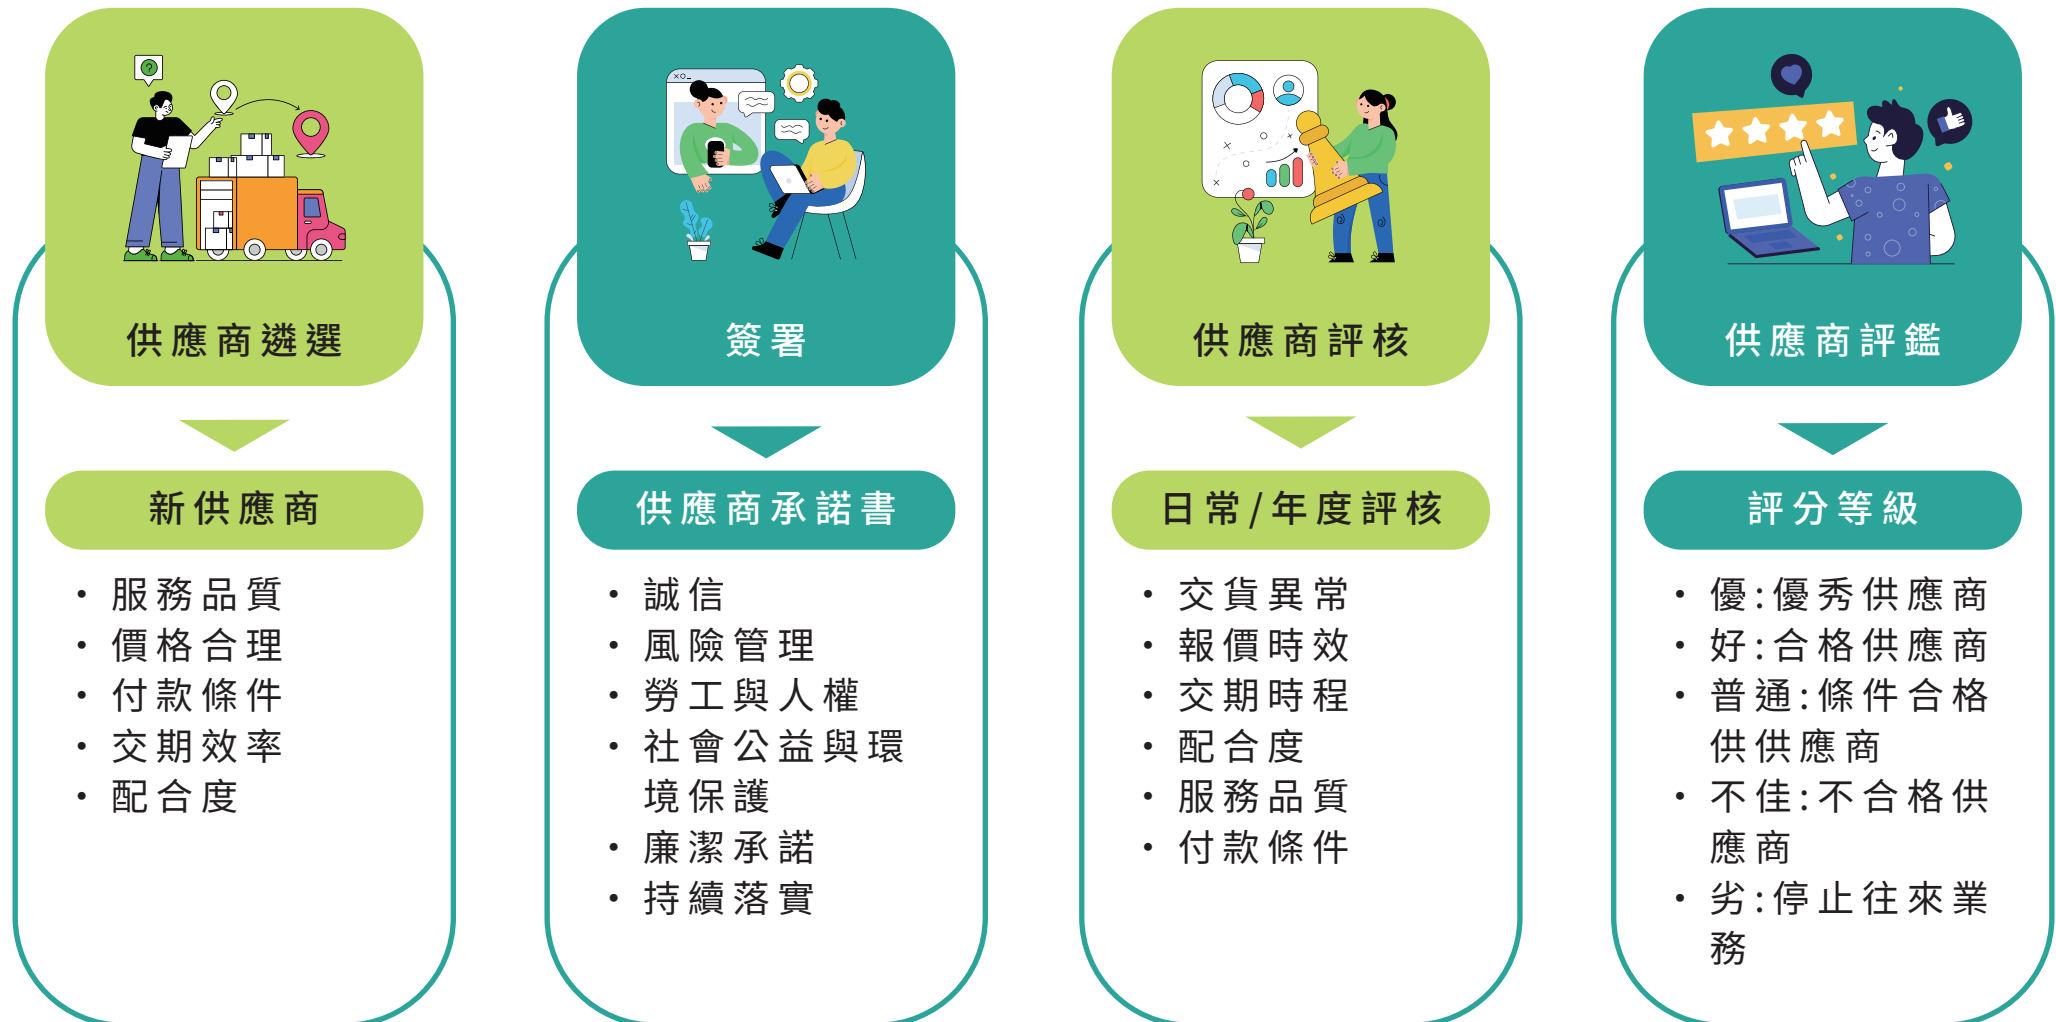 供應商遴選
新供應商
• 服務品質
• 價格合理
• 付款條件
• 交期效率
• 配合度
簽署
供應商承諾書
• 誠信
• 風險管理
• 勞工與人權
• 社會公益與環
境保護
• 廉潔承諾
• 持續落實
供應商評核
日常/年度評核
• 交貨異常
• 報價時效
• 交期時程
• 配合度
• 服務品質
• 付款條件
供應商評鑑
評分等級
• 優:優秀供應商
• 好:合格供應商
• 普通:條件合格
供供應商
• 不佳:不合格供
應商
• 劣:停止往來業
務